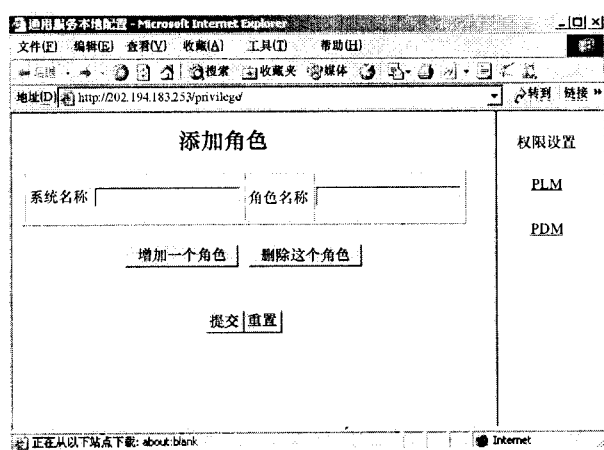 通用服务本地配置 - Microsoft Internet Explorer
文件(F) 编辑(E) 查看(V) 收藏(A) 工具(T) 帮助(H)
后退 搜索 收藏夹 媒体
地址(D) http://202.194.183.253/privilege/ 转到 链接 »
添加角色
系统名称 角色名称
增加一个角色 删除这个角色
提交 重置
权限设置
PLM
PDM
正在从以下站点下载: about:blank Internet